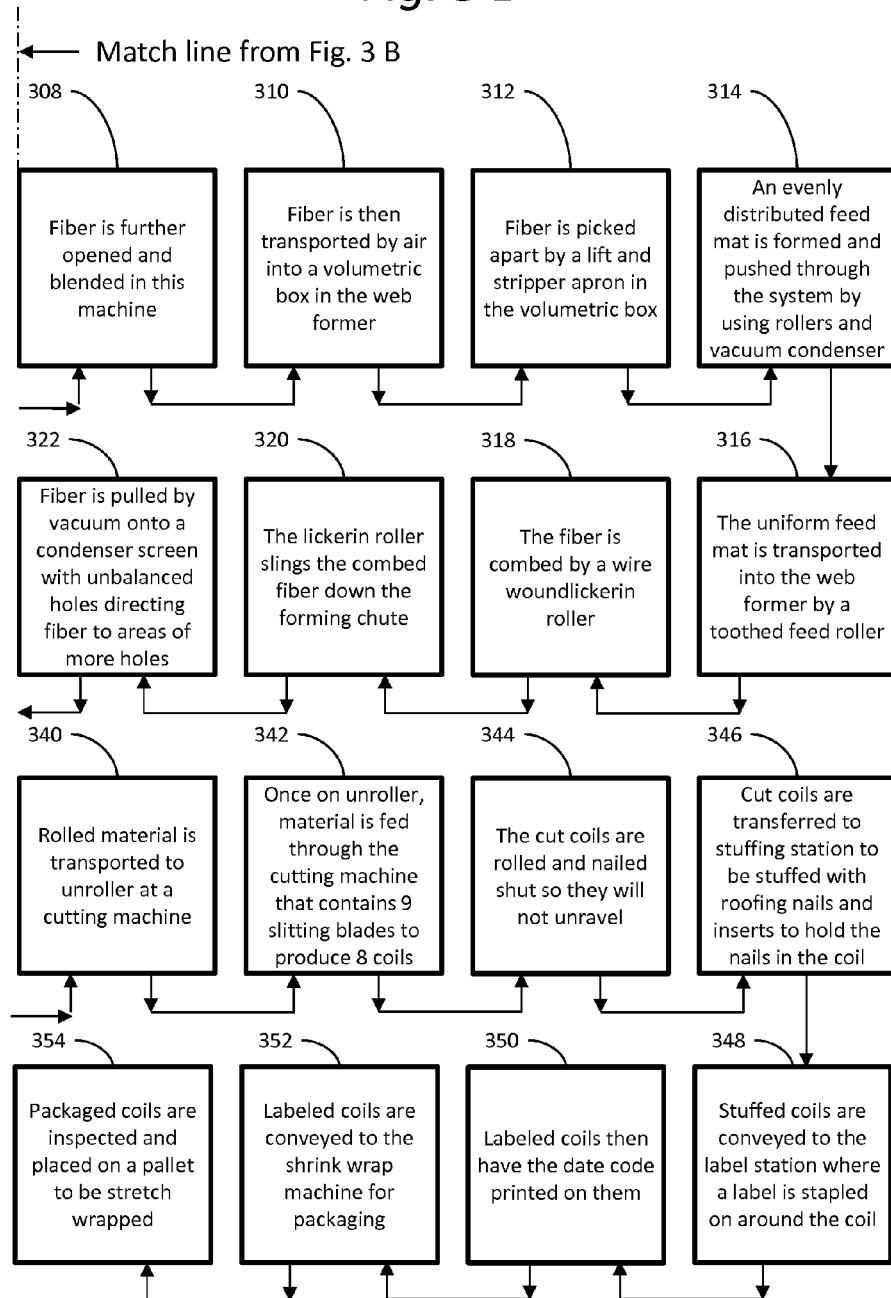 Match line from Fig. 3 B
308
310
312
314
Fiber is further
opened and
blended in this
machine
Fiber is then
transported by air
into a volumetric
box in the web
former
Fiber is picked
apart by a lift and
stripper apron in
the volumetric box
An evenly
distributed feed
mat is formed and
pushed through
the system by
using rollers and
vacuum condenser
322
320
318
316
Fiber is pulled by
vacuum onto a
condenser screen
with unbalanced
holes directing
fiber to areas of
more holes
The lickerin roller
slings the combed
fiber down the
forming chute
The fiber is
combed by a wire
woundlickerin
roller
The uniform feed
mat is transported
into the web
former by a
toothed feed roller
340
342
344
346
Rolled material is
transported to
unroller at a
cutting machine
Once on unroller,
material is fed
through the
cutting machine
that contains 9
slitting blades to
produce 8 coils
The cut coils are
rolled and nailed
shut so they will
not unravel
Cut coils are
transferred to
stuffing station to
be stuffed with
roofing nails and
inserts to hold the
nails in the coil
354
352
350
348
Packaged coils are
inspected and
placed on a pallet
to be stretch
wrapped
Labeled coils are
conveyed to the
shrink wrap
machine for
packaging
Labeled coils then
have the date code
printed on them
Stuffed coils are
conveyed to the
label station where
a label is stapled
on around the coil